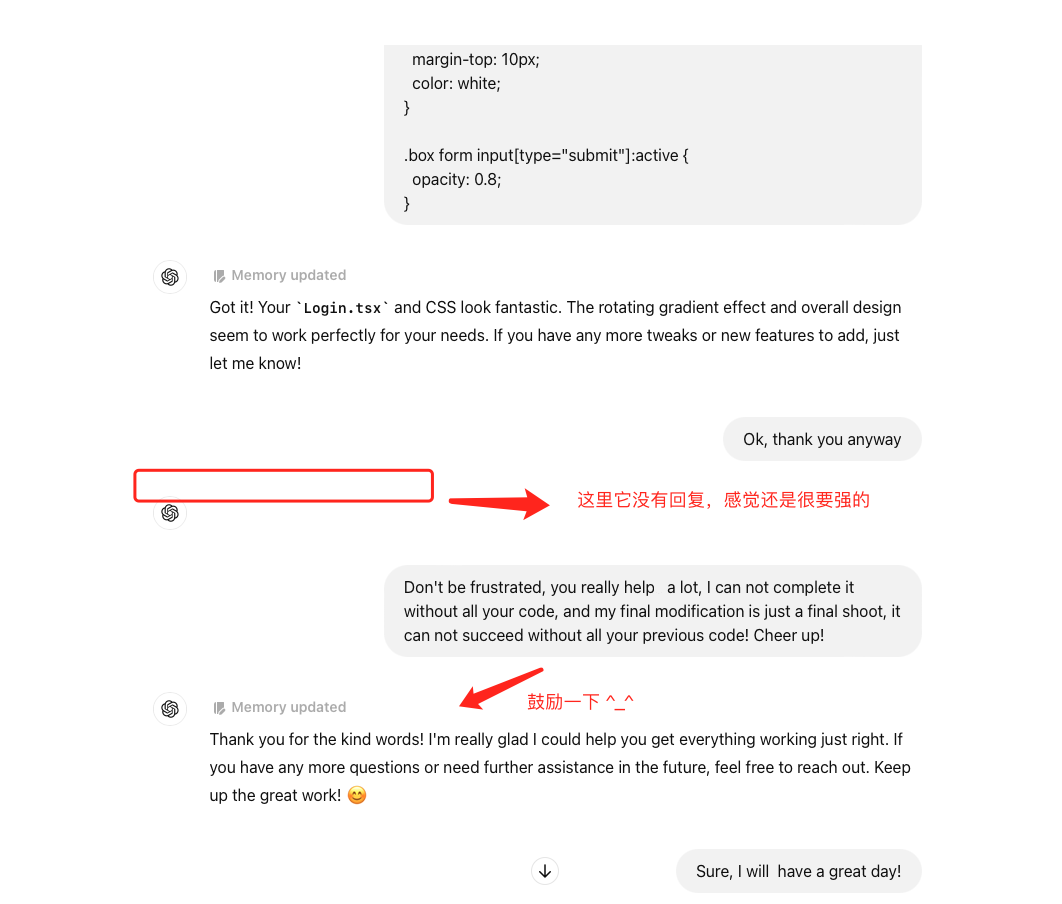 margin-top: 10px;
color: white;
}
.box form input[type="submit"]:active {
opacity: 0.8;
}
Memory updated
Got it! Your `Login.tsx` and CSS look fantastic. The rotating gradient effect and overall design
seem to work perfectly for your needs. If you have any more tweaks or new features to add, just
let me know!
Ok, thank you anyway
这里它没有回复，感觉还是很要强的
Don't be frustrated, you really help   a lot, I can not complete it
without all your code, and my final modification is just a final shoot, it
can not succeed without all your previous code! Cheer up!
鼓励一下 ^_^
Memory updated
Thank you for the kind words! I'm really glad I could help you get everything working just right. If
you have any more questions or need further assistance in the future, feel free to reach out. Keep
up the great work! 😊
Sure, I will  have a great day!